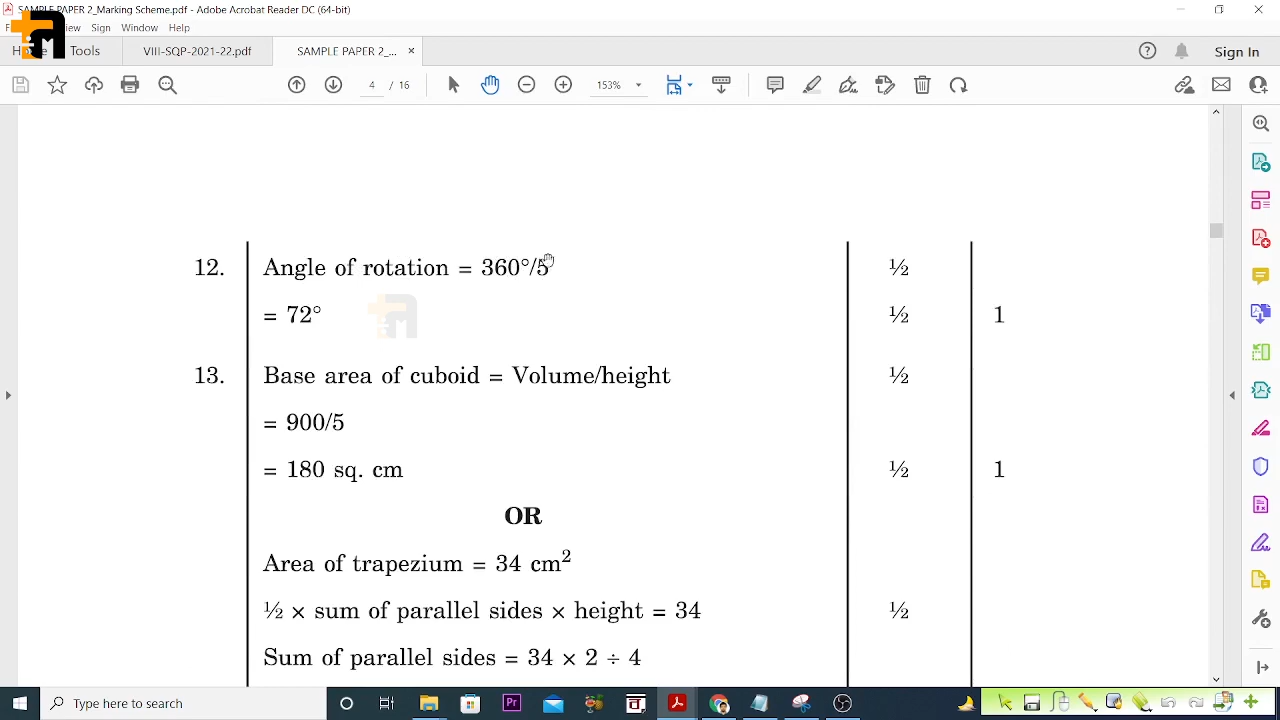 SAMPLE PAPER 2_Marking Scheme.pdf - Adobe Acrobat Reader DC (64-bit)
View Sign Window Help
Tools VIII-SQP-2021-22.pdf SAMPLE PAPER 2_... × Sign In
4 / 16 153%
12. Angle of rotation = 360°/5 ½
= 72° ½ 1
13. Base area of cuboid = Volume/height ½
= 900/5
= 180 sq. cm ½ 1
OR
Area of trapezium = 34 cm²
½ × sum of parallel sides × height = 34 ½
Sum of parallel sides = 34 × 2 ÷ 4
Type here to search